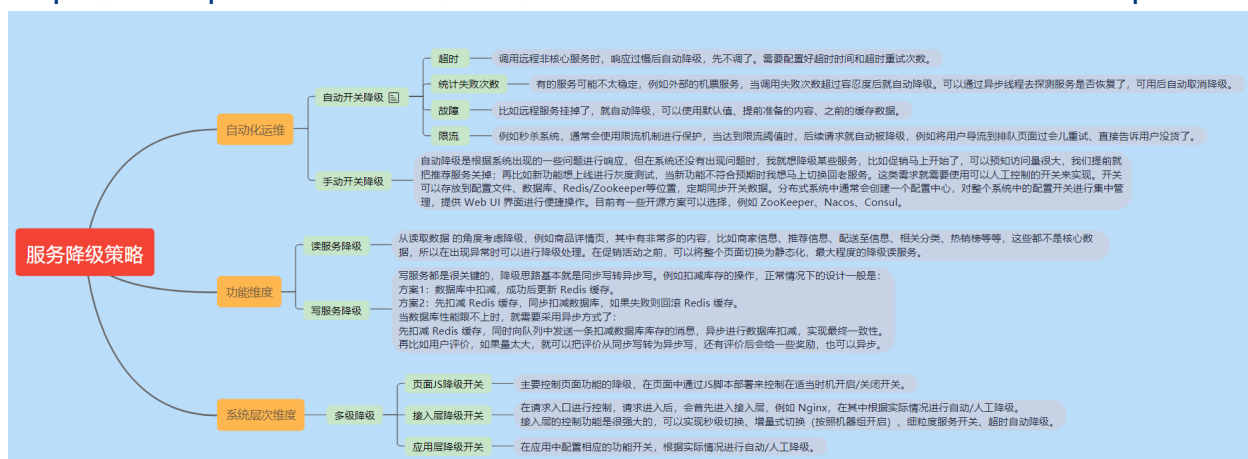 服务降级策略
自动化运维
自动开关降级
超时
调用远程非核心服务时，响应过慢后自动降级，先不调了。需要配置好超时时间和超时重试次数。
统计失败次数
有的服务可能不太稳定，例如外部的机票服务，当调用失败次数超过容忍度后就自动降级。可以通过异步线程去探测服务是否恢复了，可用后自动取消降级。
故障
比如远程服务挂掉了，就自动降级，可以使用默认值、提前准备的内容、之前的缓存数据。
限流
例如秒杀系统，通常会使用限流机制进行保护，当达到限流阈值时，后续请求就自动被降级，例如将用户导流到排队页面过会儿重试、直接告诉用户没货了。
手动开关降级
自动降级是根据系统出现的一些问题进行响应，但在系统还没有出现问题时，我就想降级某些服务，比如促销马上开始了，可以预知访问量很大，我们提前就
把推荐服务关掉；再比如新功能想上线进行灰度测试，当新功能不符合预期时我想马上切换回老服务。这类需求就需要使用可以人工控制的开关来实现。开关
可以存放到配置文件、数据库、Redis/Zookeeper等位置，定期同步开关数据。分布式系统中通常会创建一个配置中心，对整个系统中的配置开关进行集中管
理，提供 Web UI 界面进行便捷操作。目前有一些开源方案可以选择，例如 ZooKeeper、Nacos、Consul。
功能维度
读服务降级
从读取数据 的角度考虑降级，例如商品详情页，其中有非常多的内容，比如商家信息、推荐信息、配送至信息、相关分类、热销榜等等，这些都不是核心数
据，所以在出现异常时可以进行降级处理。在促销活动之前，可以将整个页面切换为静态化，最大程度的降级读服务。
写服务降级
写服务都是很关键的，降级思路基本就是同步写转异步写。例如扣减库存的操作，正常情况下的设计一般是：
方案1：数据库中扣减，成功后更新 Redis 缓存。
方案2：先扣减 Redis 缓存，同步扣减数据库，如果失败则回滚 Redis 缓存。
当数据库性能跟不上时，就需要采用异步方式了：
先扣减 Redis 缓存，同时向队列中发送一条扣减数据库库存的消息，异步进行数据库扣减，实现最终一致性。
再比如用户评价，如果量太大，就可以把评价从同步写转为异步写，还有评价后会给一些奖励，也可以异步。
系统层次维度
多级降级
页面JS降级开关
主要控制页面功能的降级，在页面中通过JS脚本部署来控制在适当时机开启/关闭开关。
接入层降级开关
在请求入口进行控制，请求进入后，会首先进入接入层，例如 Nginx，在其中根据实际情况进行自动/人工降级。
接入层的控制功能是很强大的，可以实现秒级切换、增量式切换（按照机器组开启）、细粒度服务开关、超时自动降级。
应用层降级开关
在应用中配置相应的功能开关，根据实际情况进行自动/人工降级。